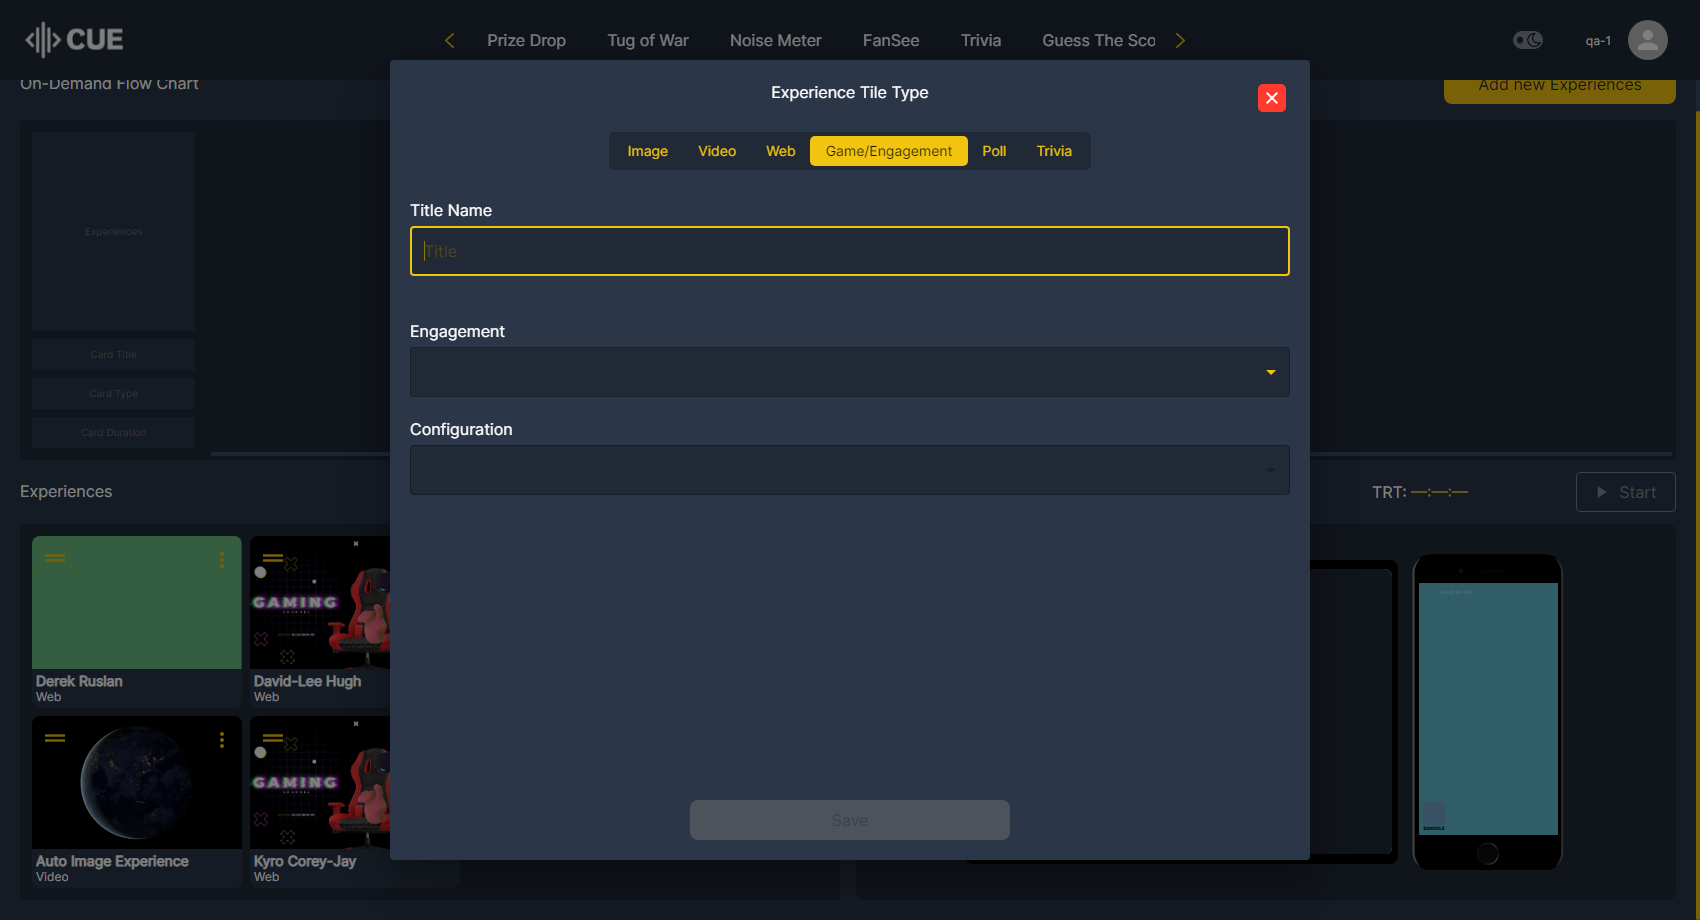 CUE
Prize Drop
Tug of War
Noise Meter
FanSee
Trivia
Guess The Sco
qa-1
On-Demand Flow Chart
Add new Experiences
Experience Tile Type
Image
Video
Web
Game/Engagement
Poll
Trivia
Title Name
Title
Engagement
Configuration
Save
Experiences
Card Title
Card Type
Card Duration
Experiences
TRT: —:—:—
Start
GAMING
Derek Ruslan
Web
GAMING
David-Lee Hugh
Web
Auto Image Experience
Video
Kyro Corey-Jay
Web